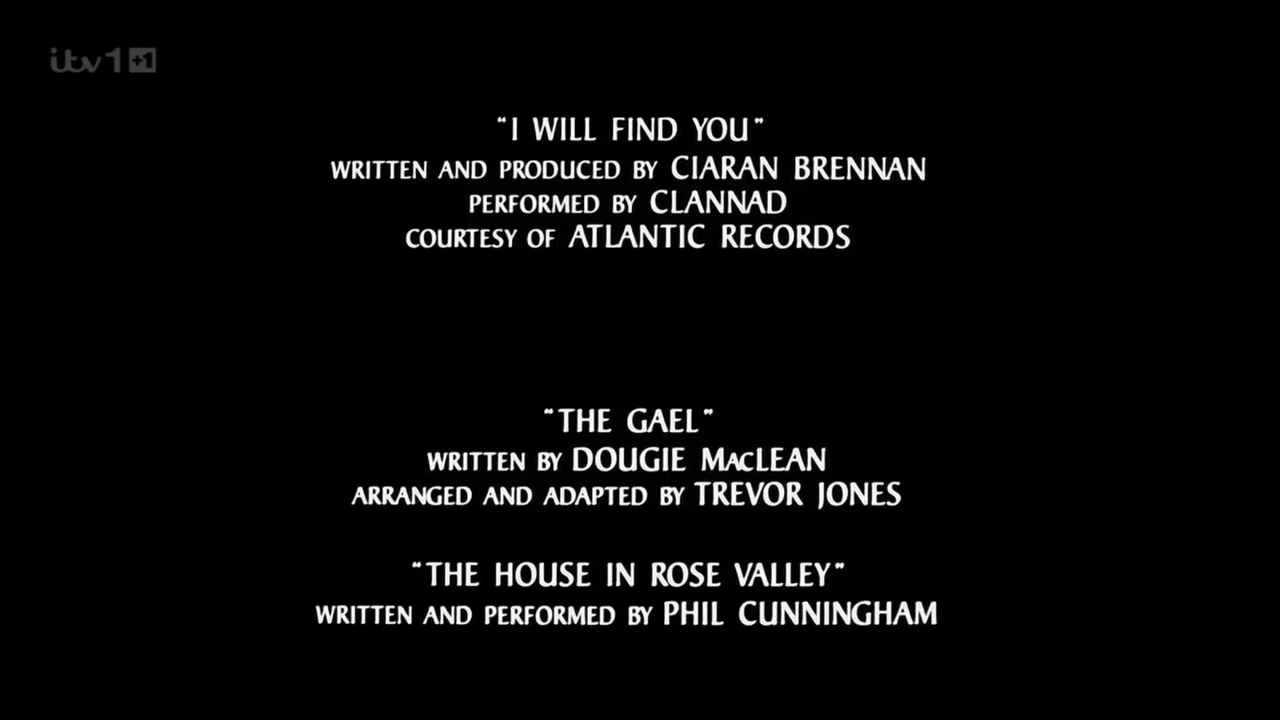 itv1 +1
"I WILL FIND YOU"
WRITTEN AND PRODUCED BY CIARAN BRENNAN
PERFORMED BY CLANNAD
COURTESY OF ATLANTIC RECORDS
"THE GAEL"
WRITTEN BY DOUGIE MacLEAN
ARRANGED AND ADAPTED BY TREVOR JONES
"THE HOUSE IN ROSE VALLEY"
WRITTEN AND PERFORMED BY PHIL CUNNINGHAM